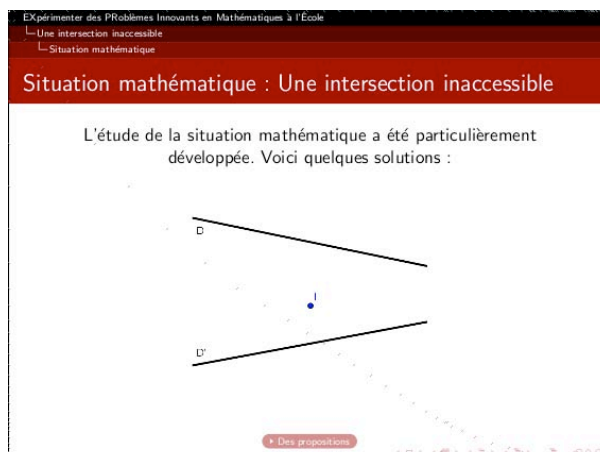 EXpérimenter des PRoblèmes Innovants en Mathématiques à l'École
Une intersection inaccessible
Situation mathématique
Situation mathématique : Une intersection inaccessible
L'étude de la situation mathématique a été particulièrement
développée. Voici quelques solutions :
D
I
D'
Des propositions